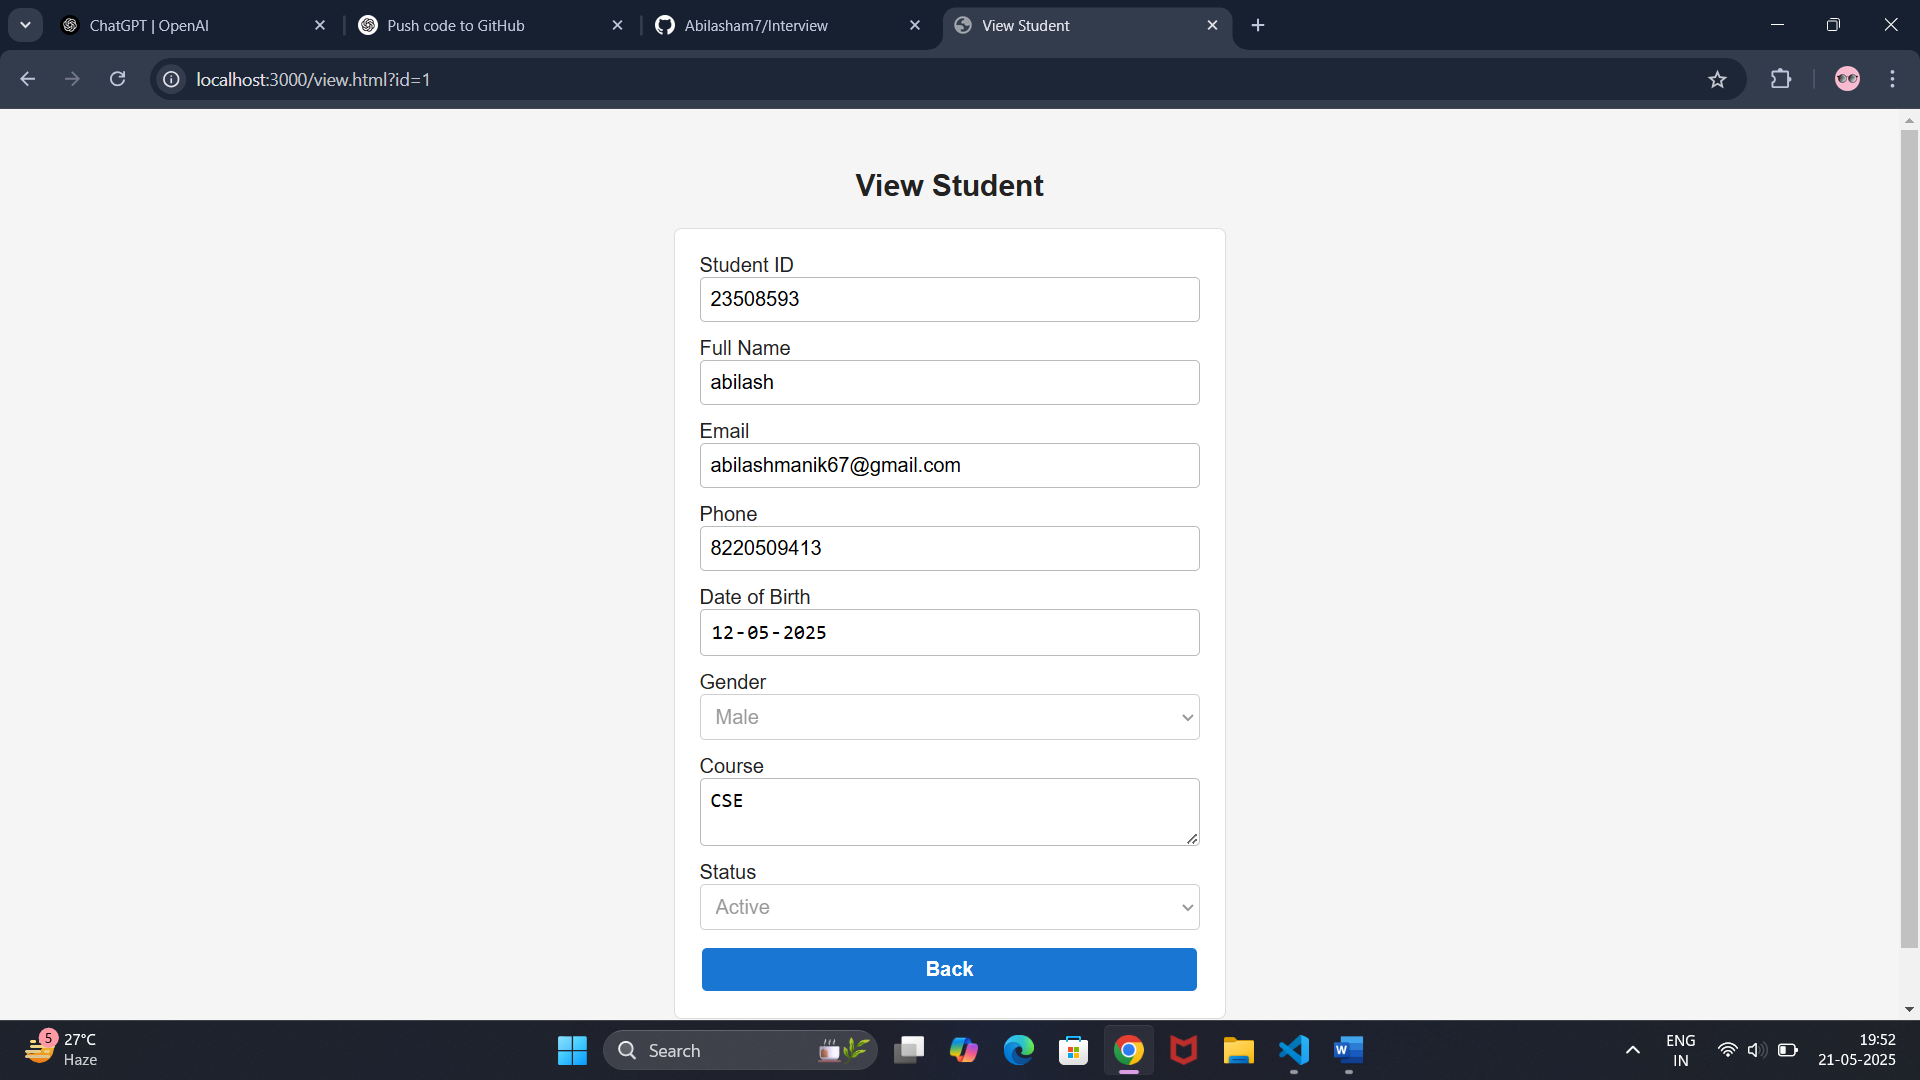 ChatGPT | OpenAI
Push code to GitHub
Abilasham7/Interview
View Student
localhost:3000/view.html?id=1
View Student
Student ID
23508593
Full Name
abilash
Email
abilashmanik67@gmail.com
Phone
8220509413
Date of Birth
12-05-2025
Gender
Male
Course
CSE
Status
Active
Back
5
27°C
Haze
Search
W
ENG
IN
19:52
21-05-2025